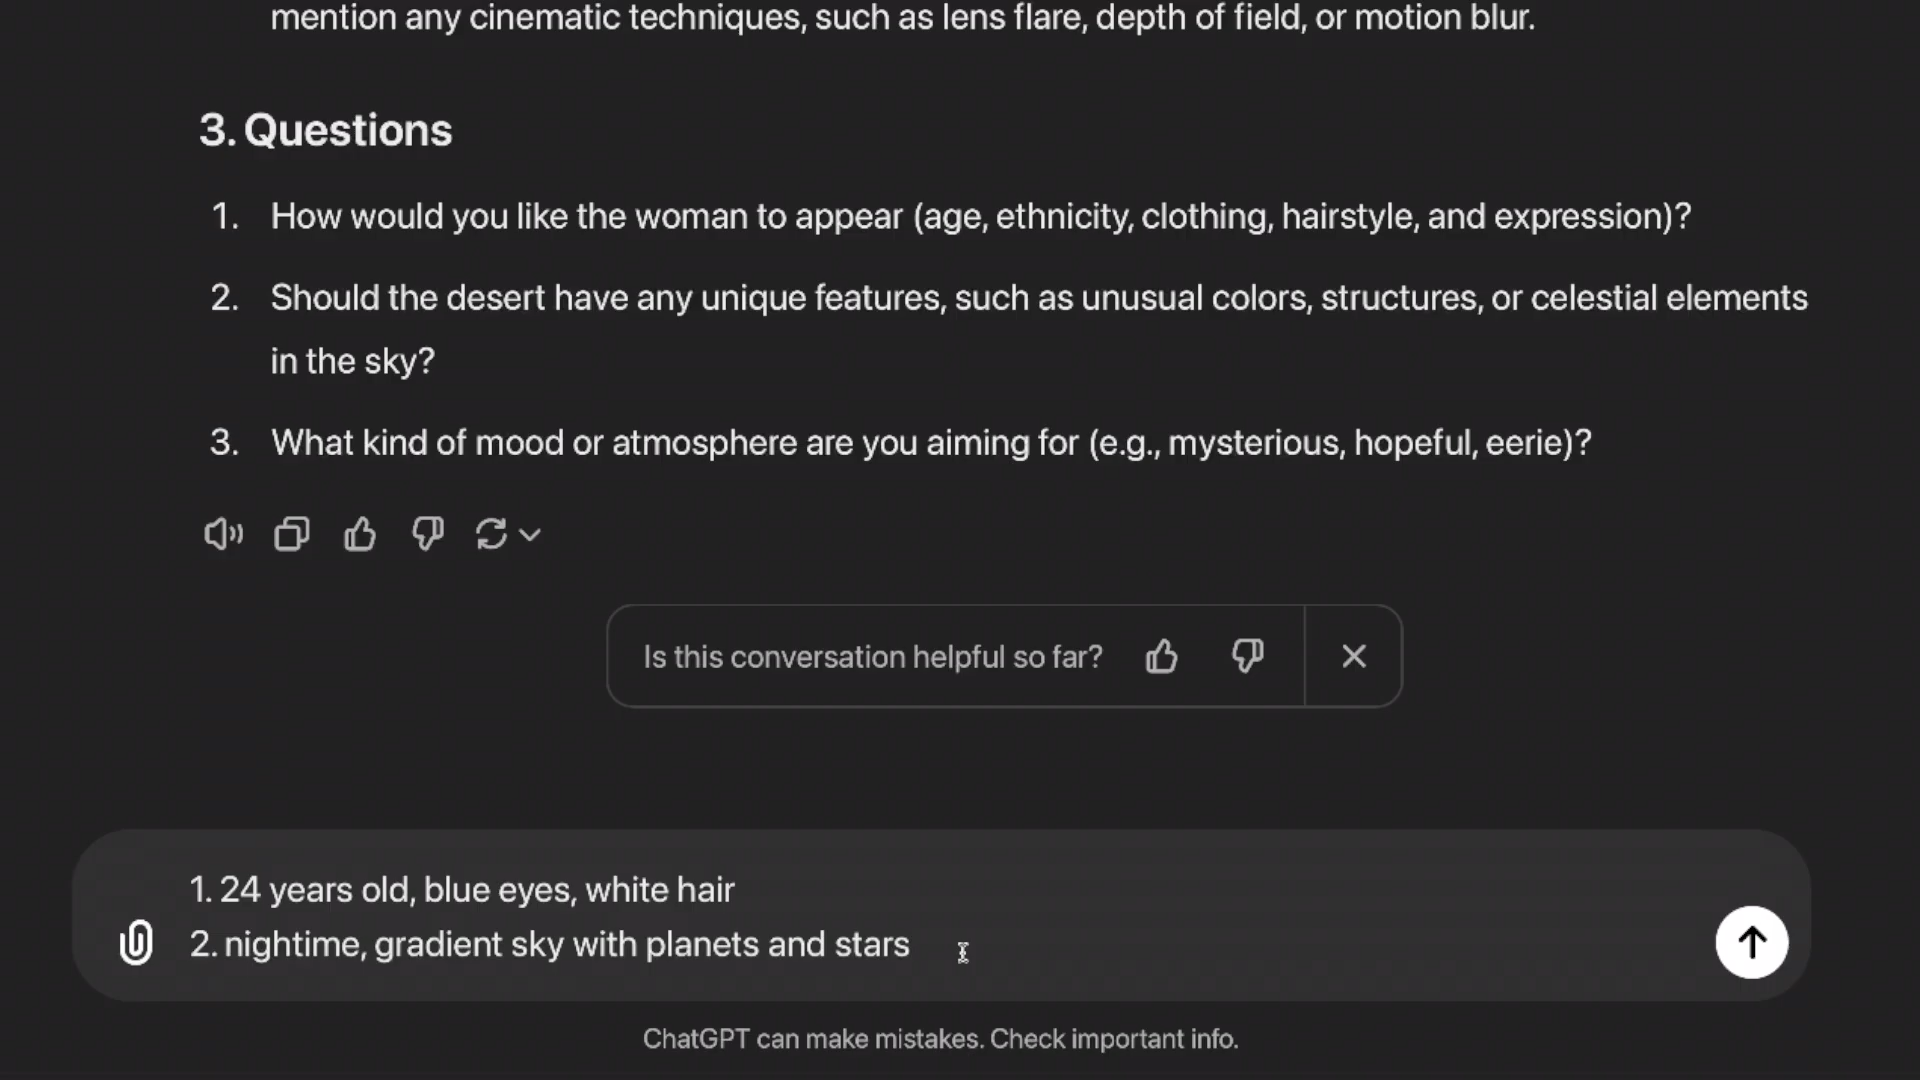 mention any cinematic techniques, such as lens flare, depth of field, or motion blur.
3. Questions
1. How would you like the woman to appear (age, ethnicity, clothing, hairstyle, and expression)?
2. Should the desert have any unique features, such as unusual colors, structures, or celestial elements
in the sky?
3. What kind of mood or atmosphere are you aiming for (e.g., mysterious, hopeful, eerie)?
Is this conversation helpful so far?
1. 24 years old, blue eyes, white hair
2. nightime, gradient sky with planets and stars
ChatGPT can make mistakes. Check important info.